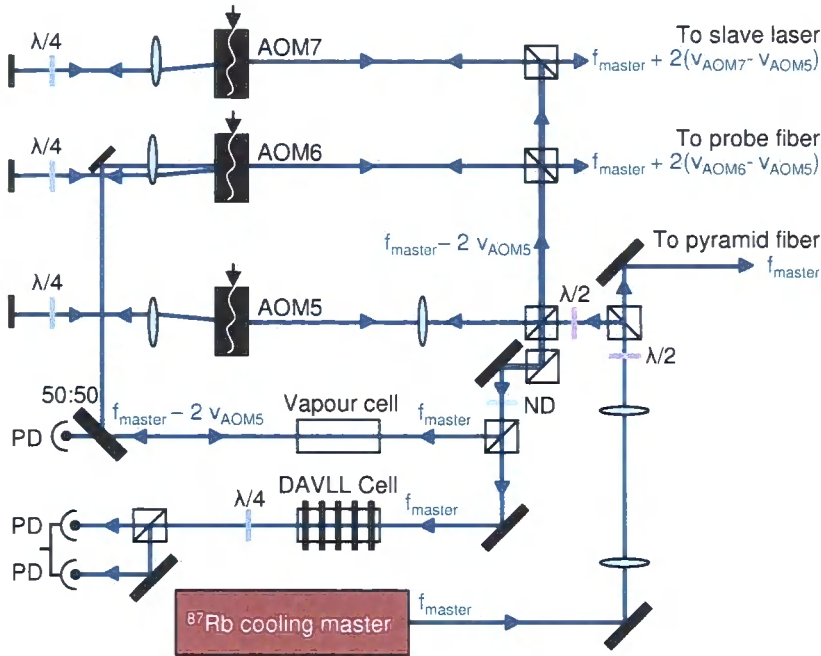 λ/4
AOM7
To slave laser
f_master + 2(ν_AOM7 - ν_AOM5)
λ/4
AOM6
To probe fiber
f_master + 2(ν_AOM6 - ν_AOM5)
f_master - 2 ν_AOM5
To pyramid fiber
f_master
λ/4
AOM5
λ/2
λ/2
50:50
PD
f_master - 2 ν_AOM5
Vapour cell
f_master
ND
DAVLL Cell
λ/4
f_master
PD
PD
⁸⁷Rb cooling master
f_master